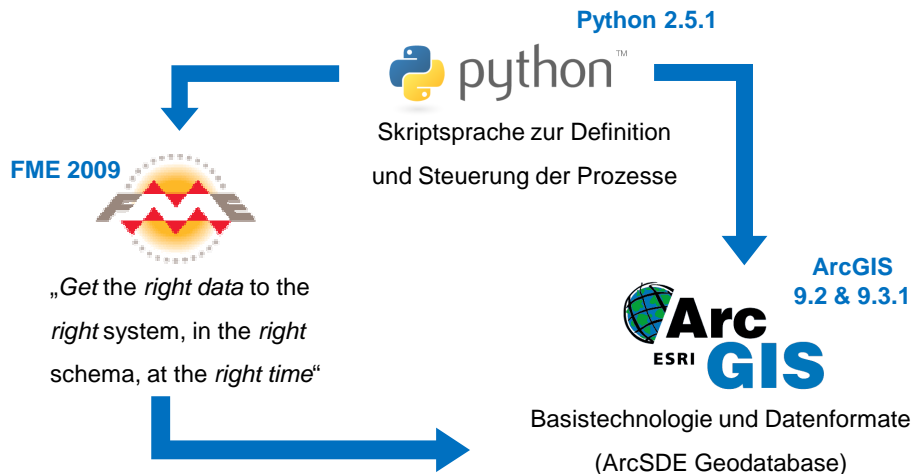 Python 2.5.1
python™
Skriptsprache zur Definition
und Steuerung der Prozesse
FME 2009
FME
„Get the right data to the
right system, in the right
schema, at the right time“
ArcGIS
9.2 & 9.3.1
Arc
ESRI GIS
Basistechnologie und Datenformate
(ArcSDE Geodatabase)